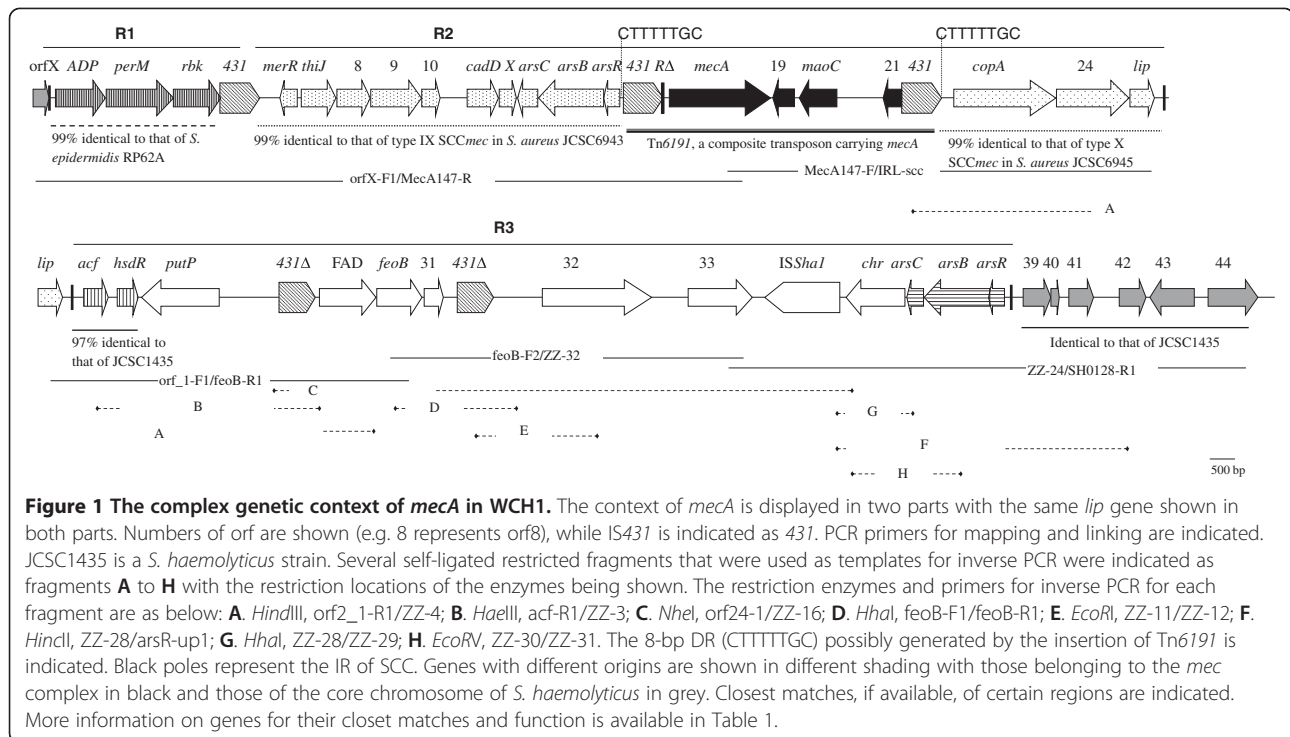 R1 R2 CTTTTTGC CTTTTTGC
orfX ADP perM rbk 431 merR thiJ 8 9 10 cadD X arsC arsB arsR 431 RΔ mecA 19 maoC 21 431 copA 24 lip
99% identical to that of S. epidermidis RP62A
99% identical to that of type IX SCCmec in S. aureus JCSC6943
Tn6191, a composite transposon carrying mecA
99% identical to that of type X SCCmec in S. aureus JCSC6945
orfX-F1/MecA147-R
MecA147-F/IRL-scc
A
R3
lip acf hsdR putP 431Δ FAD feoB 31 431Δ 32 33 ISSha1 chr arsC arsB arsR 39 40 41 42 43 44
97% identical to that of JCSC1435
Identical to that of JCSC1435
feoB-F2/ZZ-32
orf_1-F1/feoB-R1
ZZ-24/SH0128-R1
C
B D G
A E F
H
500 bp
Figure 1 The complex genetic context of mecA in WCH1. The context of mecA is displayed in two parts with the same lip gene shown in
both parts. Numbers of orf are shown (e.g. 8 represents orf8), while IS431 is indicated as 431. PCR primers for mapping and linking are indicated.
JCSC1435 is a S. haemolyticus strain. Several self-ligated restricted fragments that were used as templates for inverse PCR were indicated as
fragments A to H with the restriction locations of the enzymes being shown. The restriction enzymes and primers for inverse PCR for each
fragment are as below: A. HindIII, orf2_1-R1/ZZ-4; B. HaeIII, acf-R1/ZZ-3; C. NheI, orf24-1/ZZ-16; D. HhaI, feoB-F1/feoB-R1; E. EcoRI, ZZ-11/ZZ-12; F.
HincII, ZZ-28/arsR-up1; G. HhaI, ZZ-28/ZZ-29; H. EcoRV, ZZ-30/ZZ-31. The 8-bp DR (CTTTTTGC) possibly generated by the insertion of Tn6191 is
indicated. Black poles represent the IR of SCC. Genes with different origins are shown in different shading with those belonging to the mec
complex in black and those of the core chromosome of S. haemolyticus in grey. Closest matches, if available, of certain regions are indicated.
More information on genes for their closet matches and function is available in Table 1.